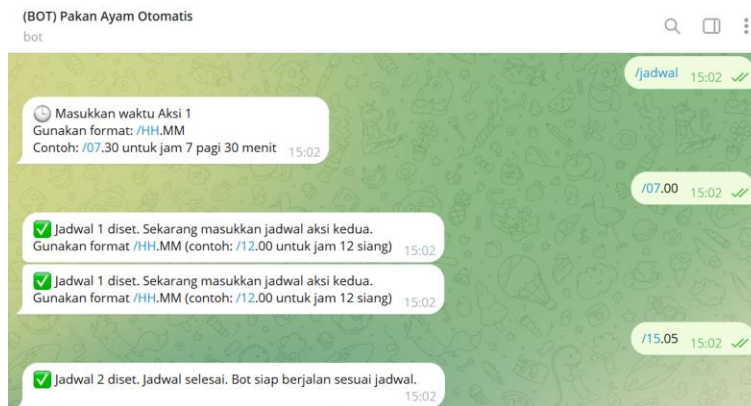 (BOT) Pakan Ayam Otomatis
bot
/jadwal 15:02
Masukkan waktu Aksi 1
Gunakan format: /HH.MM
Contoh: /07.30 untuk jam 7 pagi 30 menit 15:02
/07.00 15:02
Jadwal 1 diset. Sekarang masukkan jadwal aksi kedua.
Gunakan format /HH.MM (contoh: /12.00 untuk jam 12 siang) 15:02
Jadwal 1 diset. Sekarang masukkan jadwal aksi kedua.
Gunakan format /HH.MM (contoh: /12.00 untuk jam 12 siang) 15:02
/15.05 15:02
Jadwal 2 diset. Jadwal selesai. Bot siap berjalan sesuai jadwal.
15:02